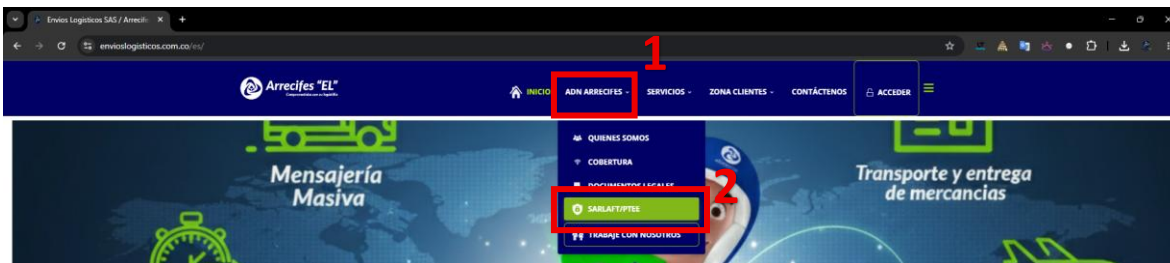 Envios Logisticos SAS / Arrecife
envioslogisticos.com.co/es/
1
Arrecifes "EL"
INICIO ADN ARRECIFES SERVICIOS ZONA CLIENTES CONTÁCTENOS ACCEDER
QUIENES SOMOS
COBERTURA
DOCUMENTOS LEGALES
SARLAFT/PTEE
2
TRABAJE CON NOSOTROS
Mensajería
Masiva
Transporte y entrega
de mercancias